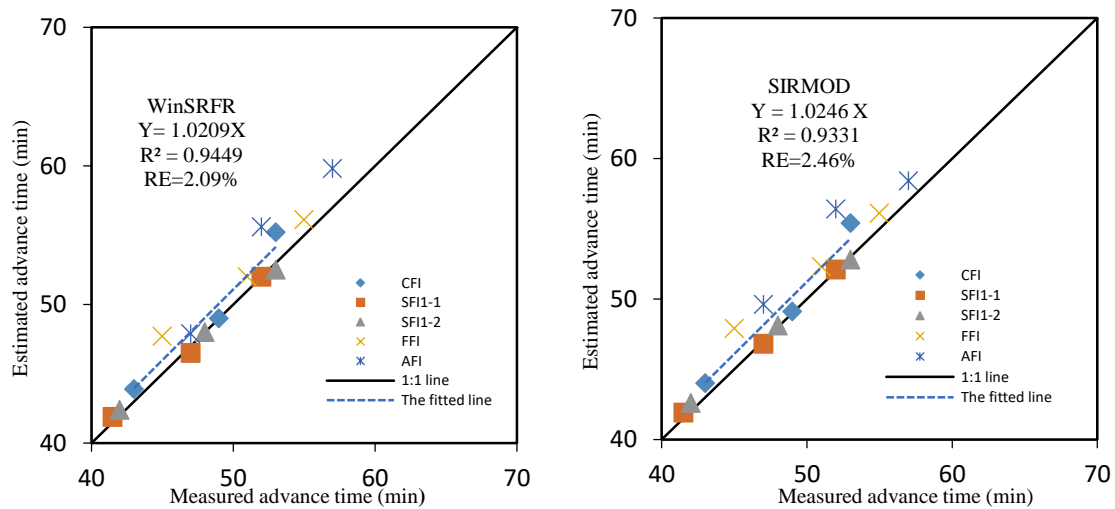 70
60
50
40
Estimated advance time (min)
WinSRFR
Y= 1.0209X
R² = 0.9449
RE=2.09%
CFI
SFI1-1
SFI1-2
FFI
AFI
1:1 line
The fitted line
40 50 60 70
Measured advance time (min)
70
60
50
40
Estimated advance time (min)
SIRMOD
Y = 1.0246 X
R² = 0.9331
RE=2.46%
CFI
SFI1-1
SFI1-2
FFI
AFI
1:1 line
The fitted line
40 50 60 70
Measured advance time (min)